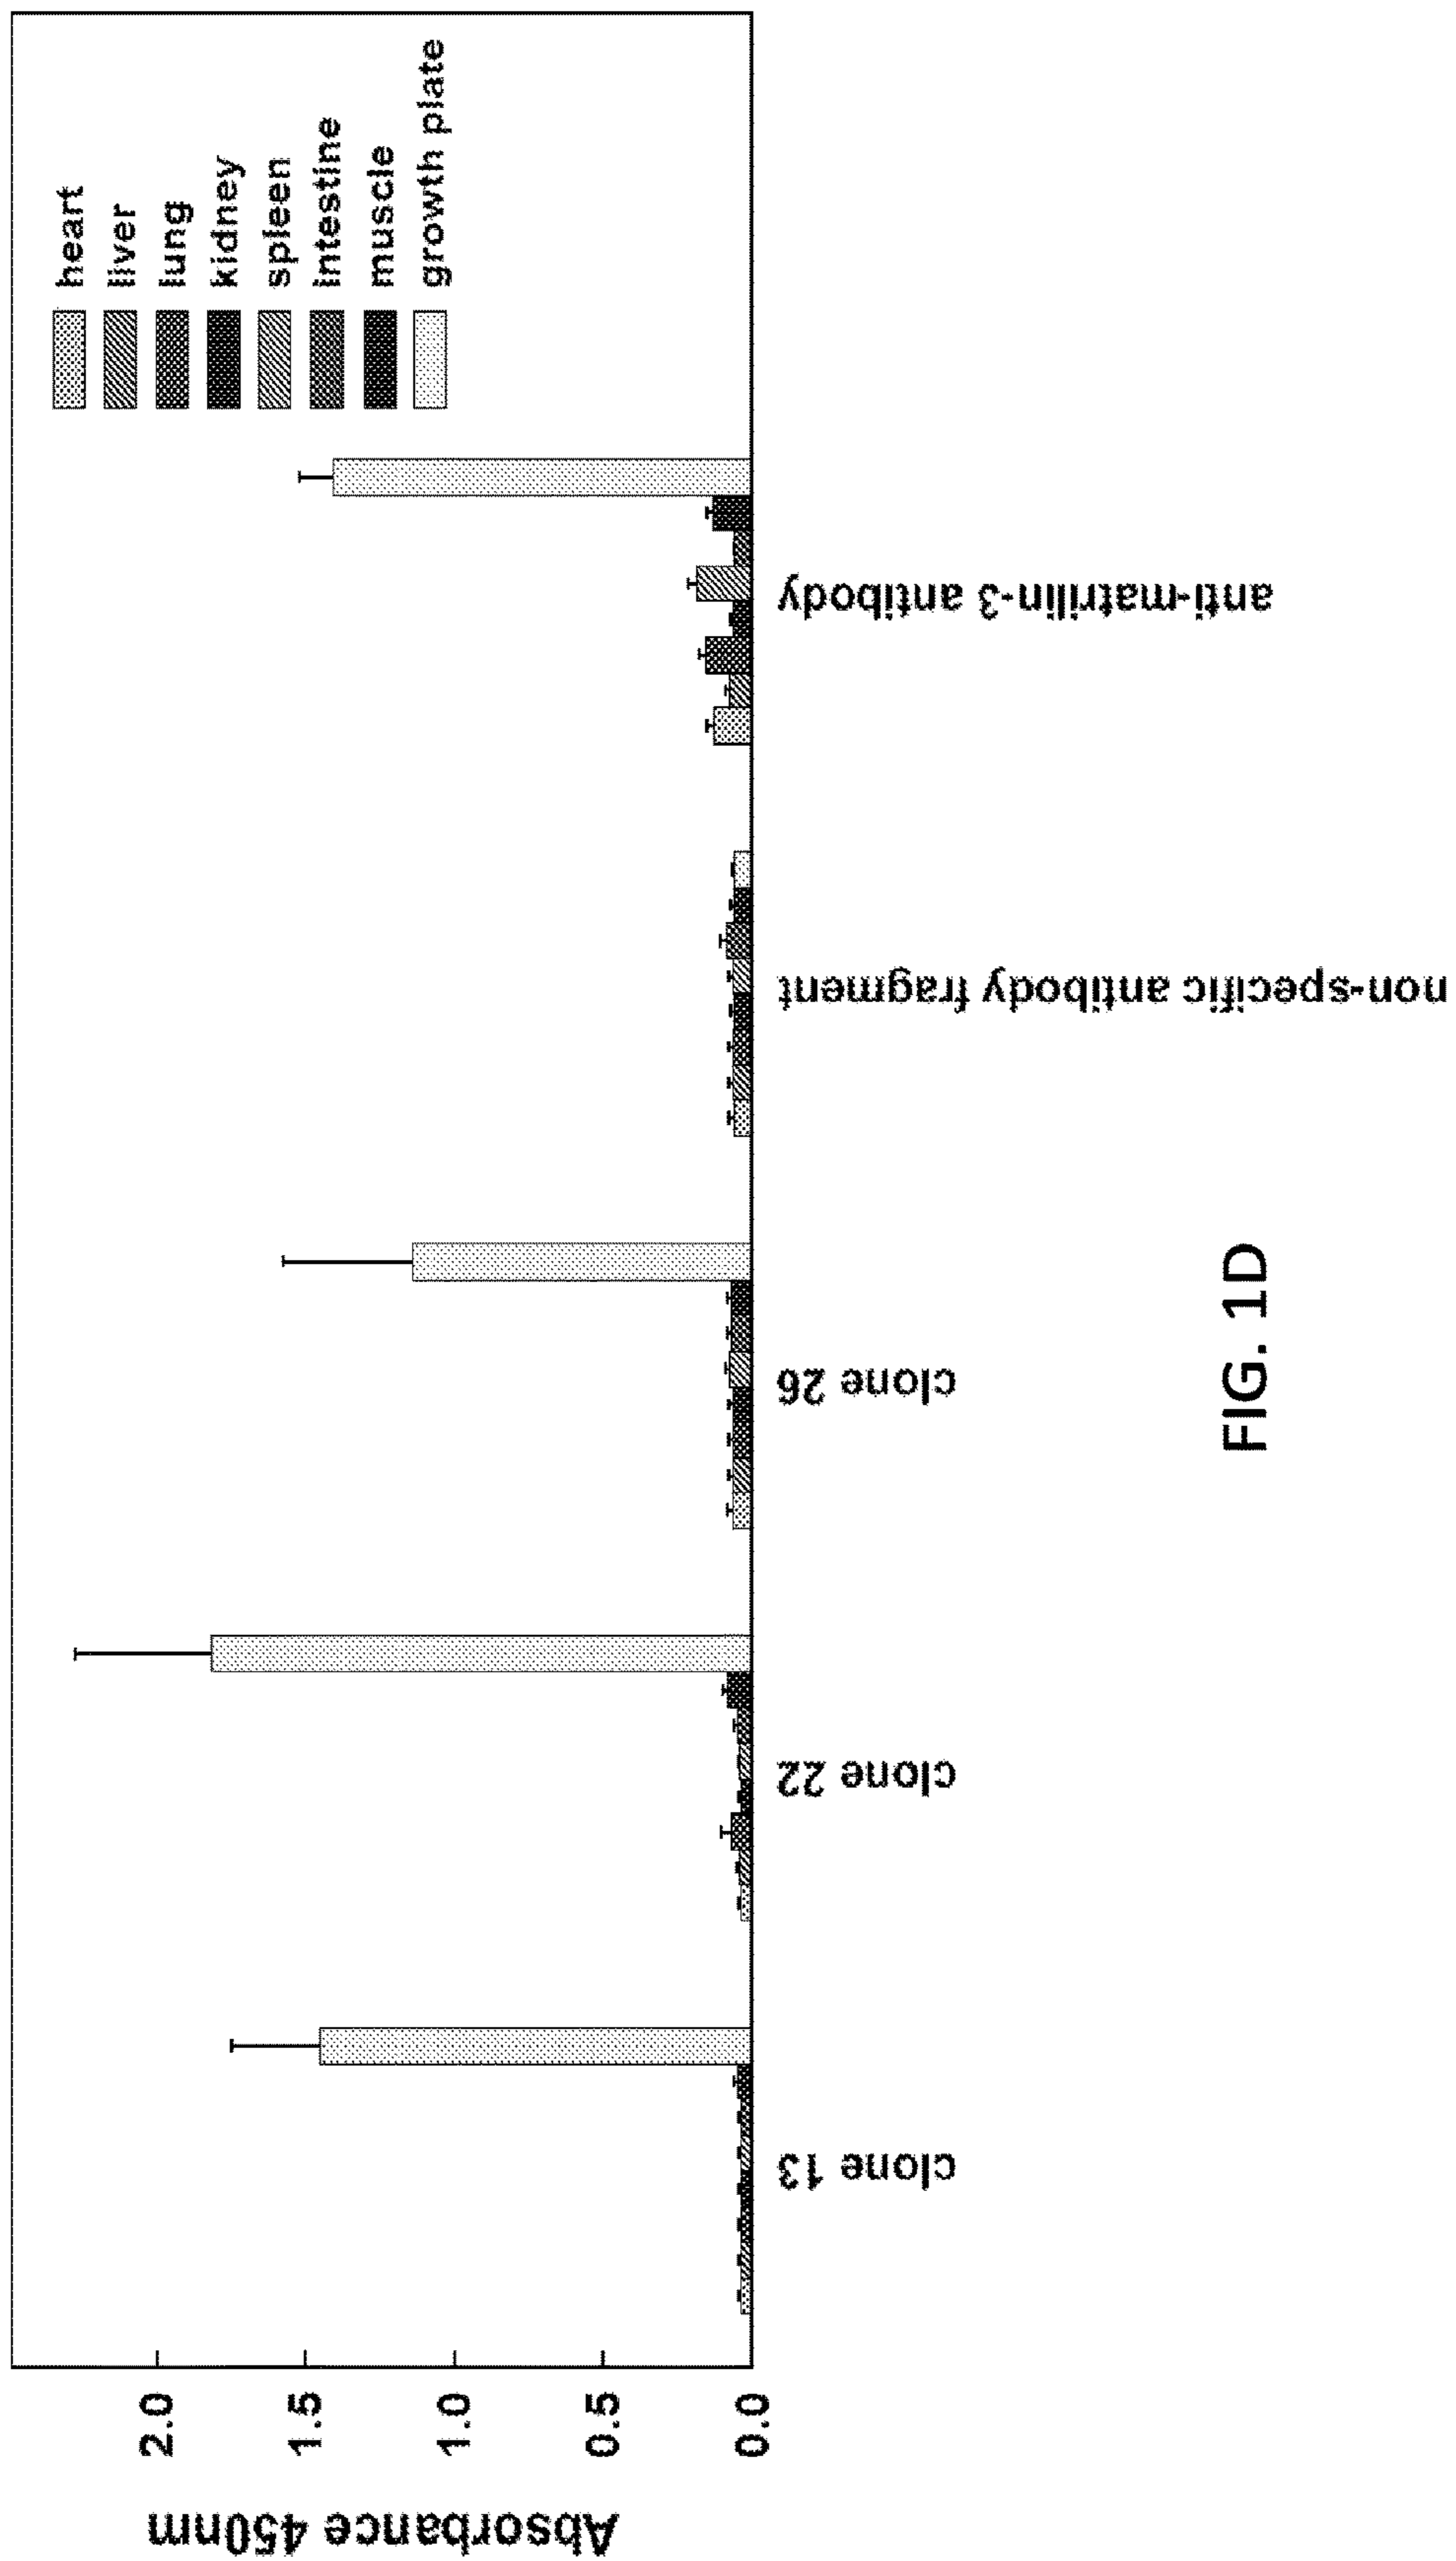 Absorbance 450nm
2.0
1.5
1.0
0.5
0.0
heart
liver
lung
kidney
spleen
intestine
muscle
growth plate
clone 13
clone 22
clone 26
non-specific antibody fragment
anti-matrilin-3 antibody
FIG. 1D